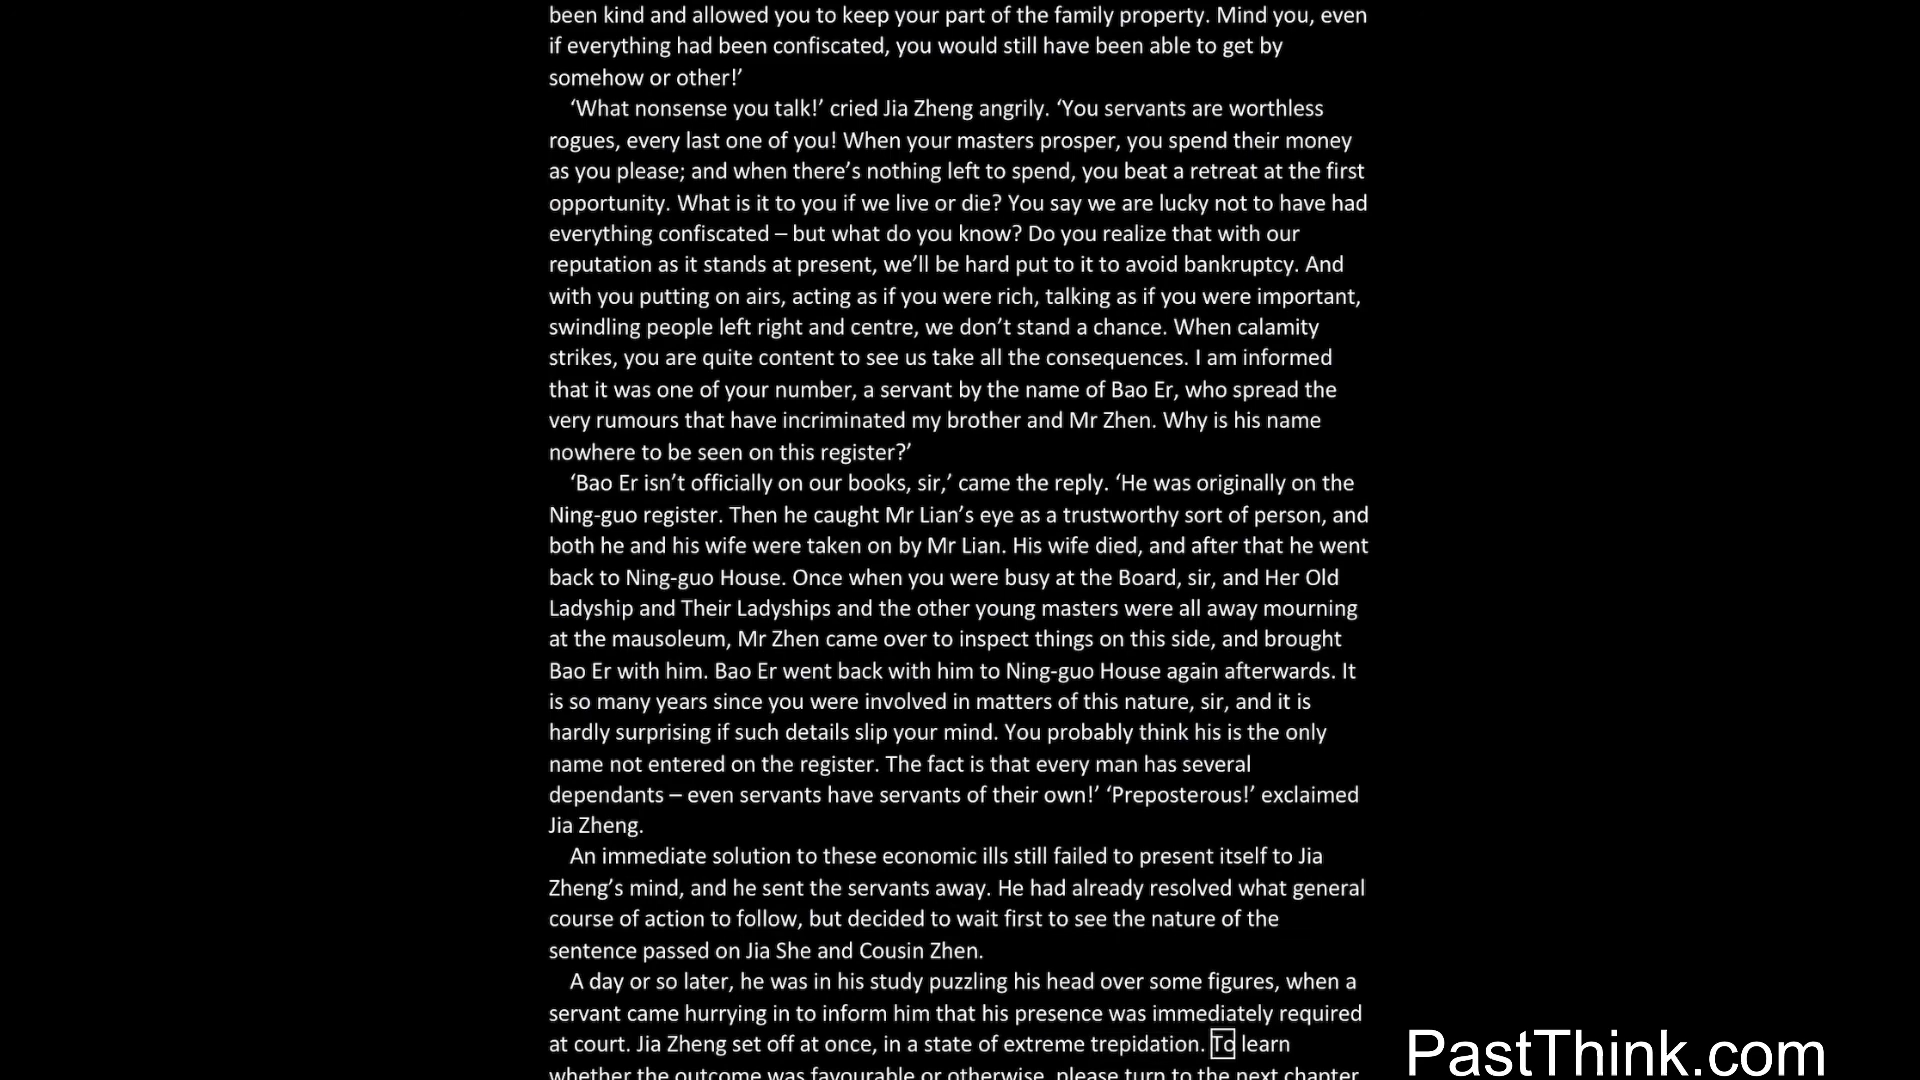 been kind and allowed you to keep your part of the family property. Mind you, even
if everything had been confiscated, you would still have been able to get by
somehow or other!’
‘What nonsense you talk!’ cried Jia Zheng angrily. ‘You servants are worthless
rogues, every last one of you! When your masters prosper, you spend their money
as you please; and when there’s nothing left to spend, you beat a retreat at the first
opportunity. What is it to you if we live or die? You say we are lucky not to have had
everything confiscated – but what do you know? Do you realize that with our
reputation as it stands at present, we’ll be hard put to it to avoid bankruptcy. And
with you putting on airs, acting as if you were rich, talking as if you were important,
swindling people left right and centre, we don’t stand a chance. When calamity
strikes, you are quite content to see us take all the consequences. I am informed
that it was one of your number, a servant by the name of Bao Er, who spread the
very rumours that have incriminated my brother and Mr Zhen. Why is his name
nowhere to be seen on this register?’
‘Bao Er isn’t officially on our books, sir,’ came the reply. ‘He was originally on the
Ning-guo register. Then he caught Mr Lian’s eye as a trustworthy sort of person, and
both he and his wife were taken on by Mr Lian. His wife died, and after that he went
back to Ning-guo House. Once when you were busy at the Board, sir, and Her Old
Ladyship and Their Ladyships and the other young masters were all away mourning
at the mausoleum, Mr Zhen came over to inspect things on this side, and brought
Bao Er with him. Bao Er went back with him to Ning-guo House again afterwards. It
is so many years since you were involved in matters of this nature, sir, and it is
hardly surprising if such details slip your mind. You probably think his is the only
name not entered on the register. The fact is that every man has several
dependants – even servants have servants of their own!’ ‘Preposterous!’ exclaimed
Jia Zheng.
An immediate solution to these economic ills still failed to present itself to Jia
Zheng’s mind, and he sent the servants away. He had already resolved what general
course of action to follow, but decided to wait first to see the nature of the
sentence passed on Jia She and Cousin Zhen.
A day or so later, he was in his study puzzling his head over some figures, when a
servant came hurrying in to inform him that his presence was immediately required
at court. Jia Zheng set off at once, in a state of extreme trepidation. To learn
whether the outcome was favourable or otherwise, please turn to the next chapter.
PastThink.com